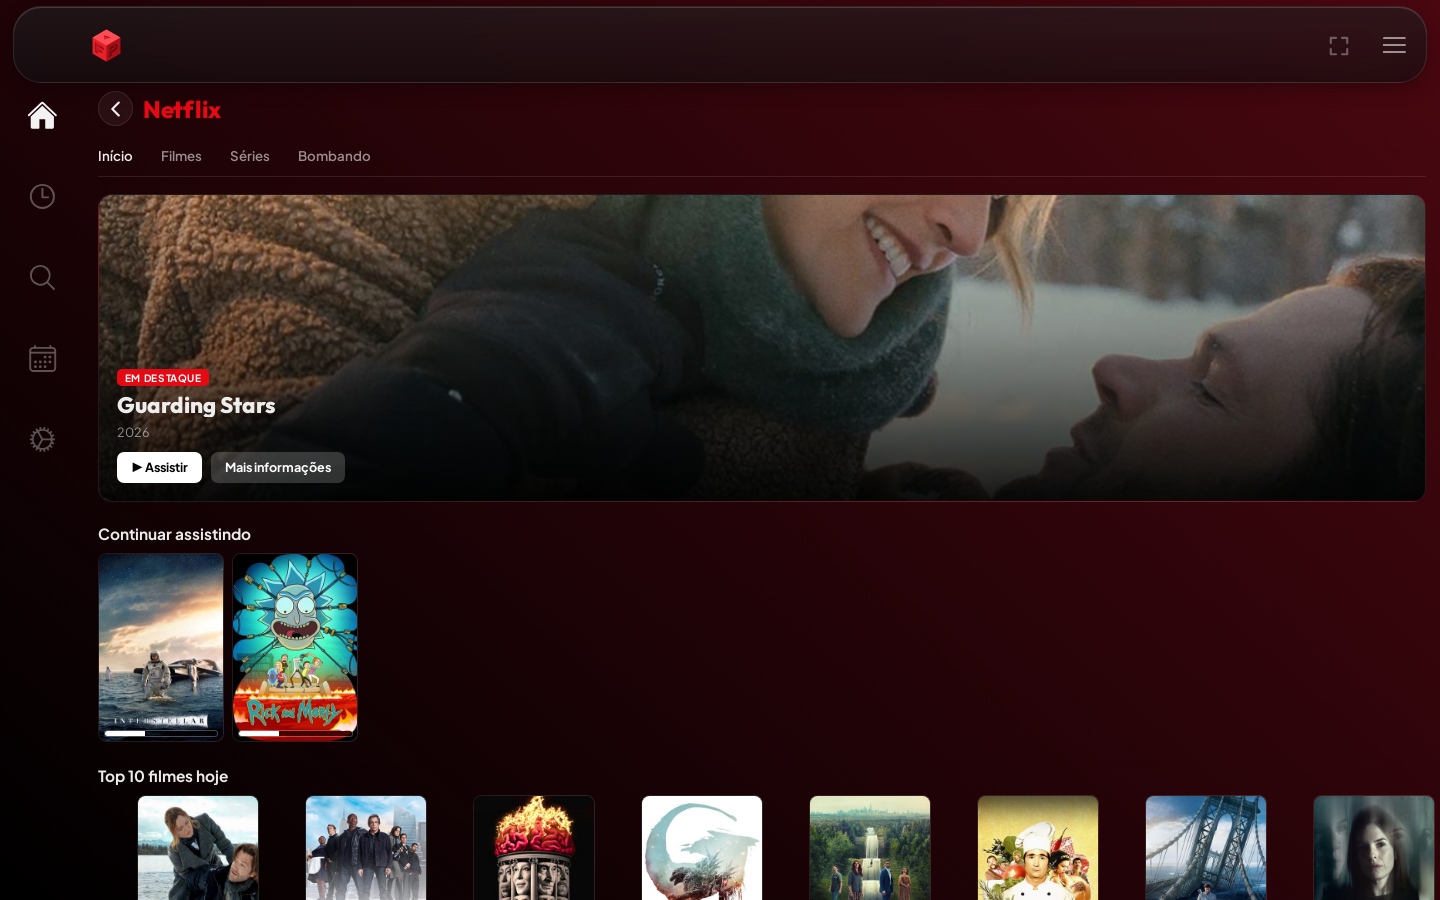 Netflix
Início Filmes Séries Bombando
EM DESTAQUE
Guarding Stars
2026
Assistir Mais informações
Continuar assistindo
INTERSTELLAR
Rick and Morty
Top 10 filmes hoje